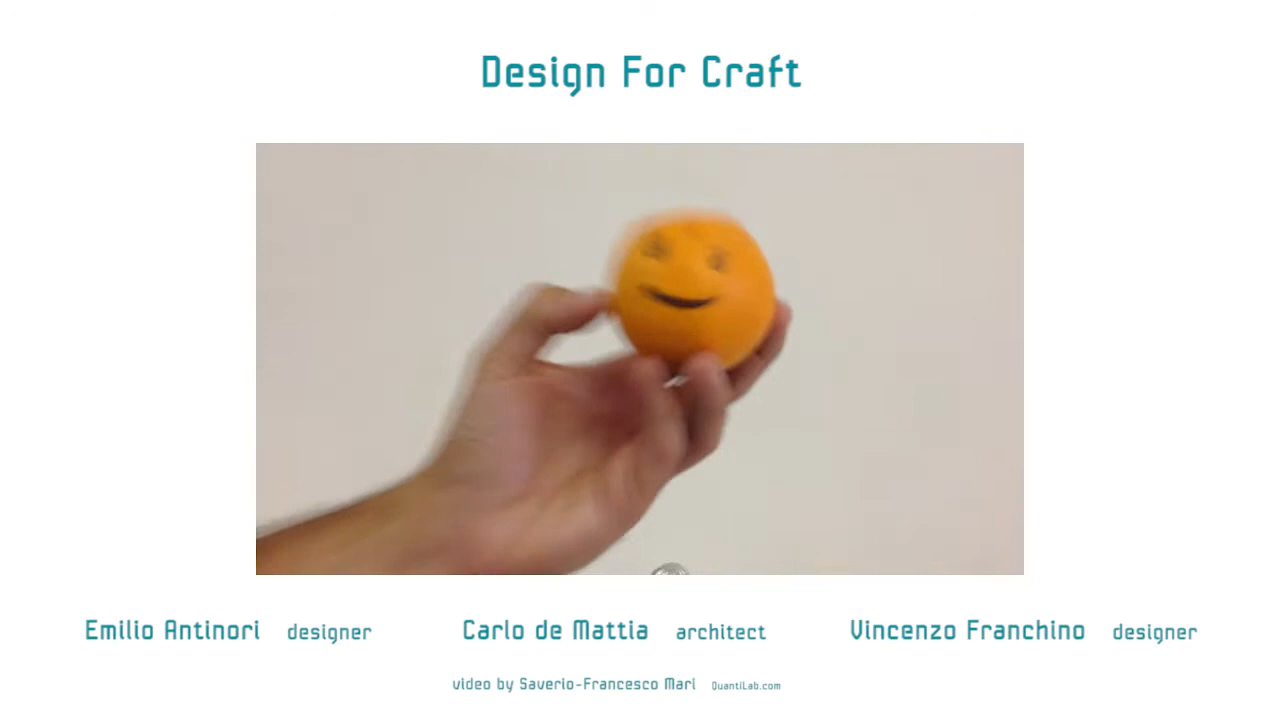 Design For Craft
Emilio Antinori designer Carlo de Mattia architect Vincenzo Franchino designer
video by Saverio-Francesco Mari QuantiLab.com